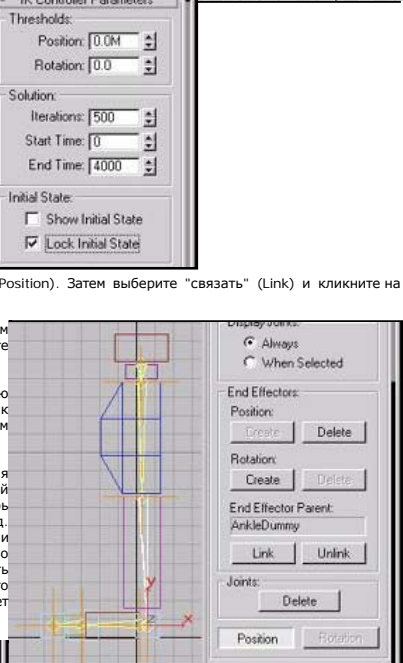 IK Controller Parameters
Thresholds:
Position: 0.0M
Rotation: 0.0
Solution:
Iterations: 500
Start Time: 0
End Time: 4000
Initial State:
Show Initial State
Lock Initial State
Position). Затем выберите "связать" (Link) и кликните на
Display Joints:
Always
When Selected
End Effectors:
Position:
Create Delete
Rotation:
Create Delete
End Effector Parent:
AnkleDummy
Link Unlink
Joints:
Delete
Position Rotation
y
x
z